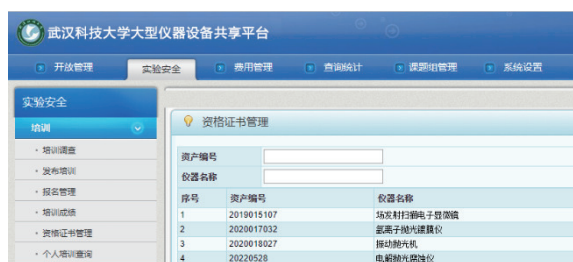 武汉科技大学大型仪器设备共享平台
开放管理 实验安全 费用管理 查询统计 课题组管理 系统设置
实验安全
培训
资格证书管理
· 培训调查
资产编号
· 发布培训
仪器名称
· 报名管理
序号 资产编号 仪器名称
· 培训成绩
1 2019015107 场发射扫描电子显微镜
· 资格证书管理
2 2020017032 氩离子抛光镀膜仪
3 2020018027 振动抛光机
· 个人培训查询
4 20220528 电解抛光腐蚀仪